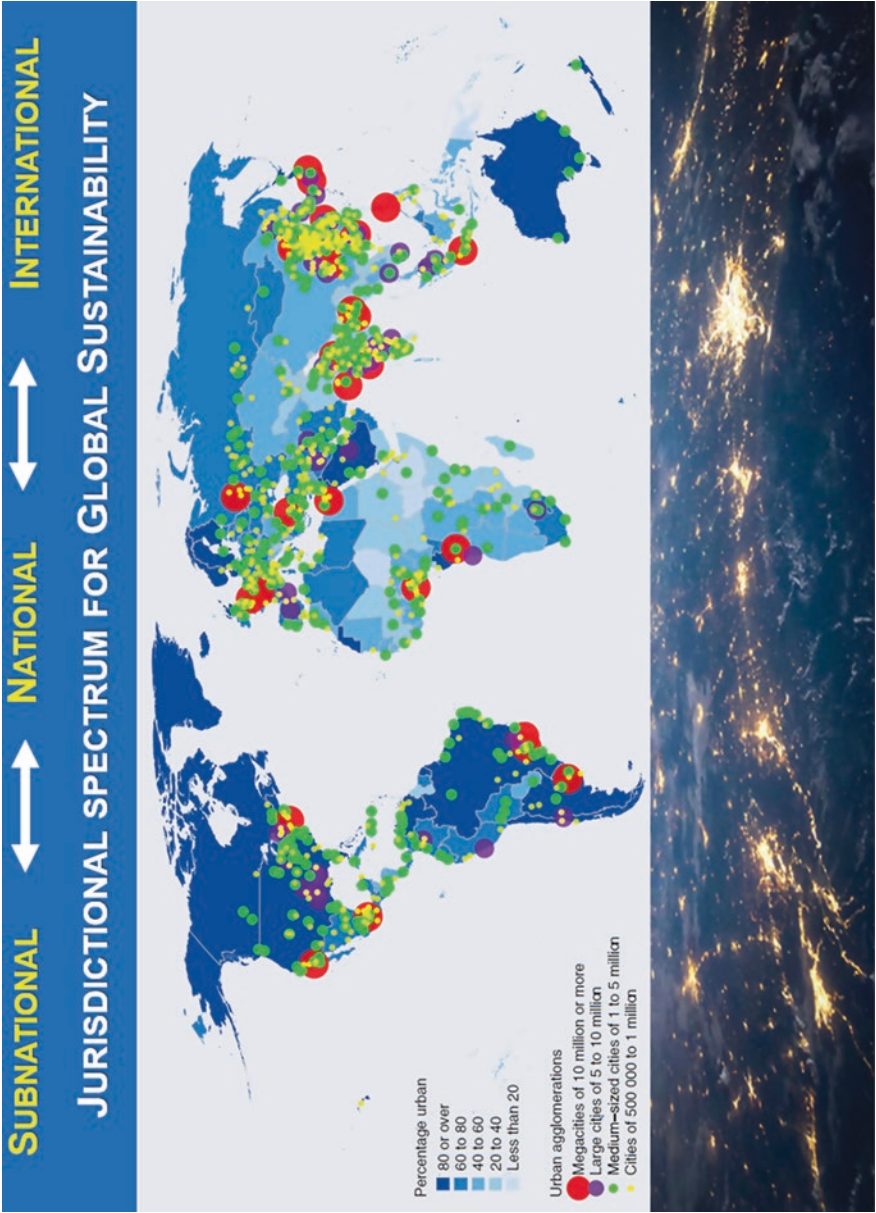 SUBNATIONAL NATIONAL INTERNATIONAL
JURISDICTIONAL SPECTRUM FOR GLOBAL SUSTAINABILITY
Percentage urban
80 or over
60 to 80
40 to 60
20 to 40
Less than 20
Urban agglomerations
Megacities of 10 million or more
Large cities of 5 to 10 million
Medium-sized cities of 1 to 5 million
Cities of 500 000 to 1 million